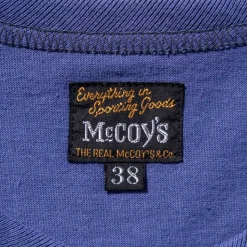 Everything in
Sporting Goods
McCOY'S
THE REAL McCOY'S & Co.
38